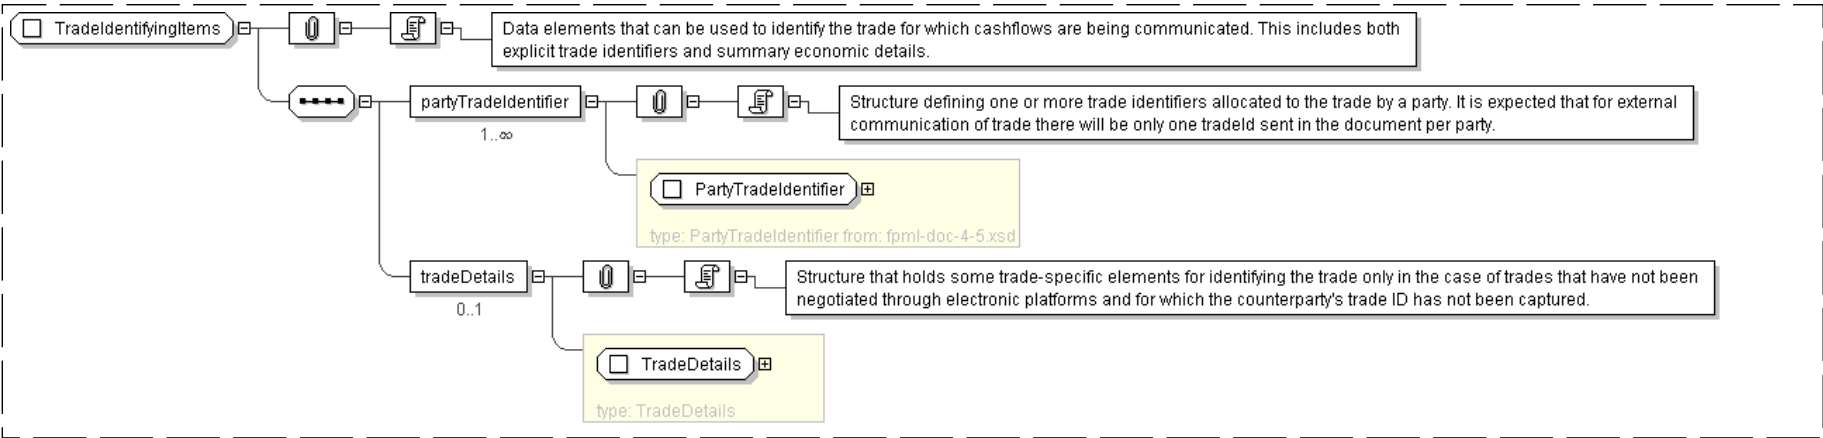 TradeIdentifyingItems
Data elements that can be used to identify the trade for which cashflows are being communicated. This includes both
explicit trade identifiers and summary economic details.
partyTradeIdentifier
1..∞
Structure defining one or more trade identifiers allocated to the trade by a party. It is expected that for external
communication of trade there will be only one tradeId sent in the document per party.
PartyTradeIdentifier
type: PartyTradeIdentifier from: fpml-doc-4-5.xsd
tradeDetails
0..1
Structure that holds some trade-specific elements for identifying the trade only in the case of trades that have not been
negotiated through electronic platforms and for which the counterparty's trade ID has not been captured.
TradeDetails
type: TradeDetails